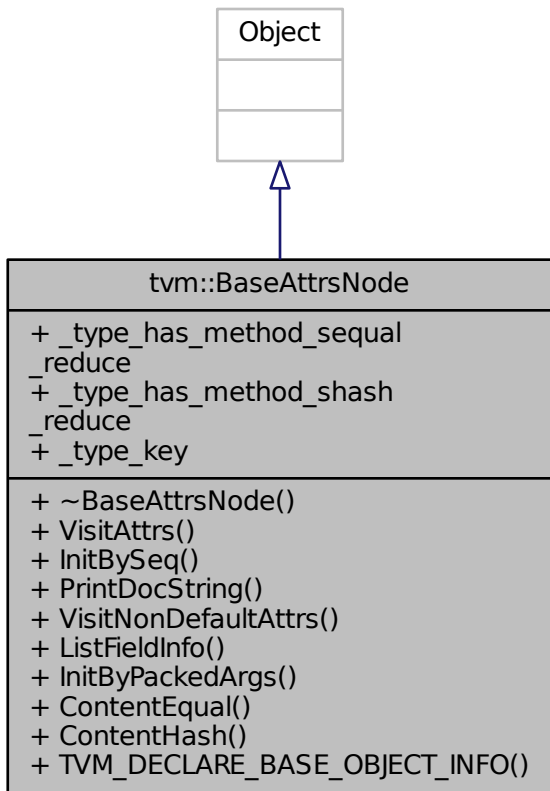 Object
tvm::BaseAttrsNode
+ _type_has_method_sequal
_reduce
+ _type_has_method_shash
_reduce
+ _type_key
+ ~BaseAttrsNode()
+ VisitAttrs()
+ InitBySeq()
+ PrintDocString()
+ VisitNonDefaultAttrs()
+ ListFieldInfo()
+ InitByPackedArgs()
+ ContentEqual()
+ ContentHash()
+ TVM_DECLARE_BASE_OBJECT_INFO()